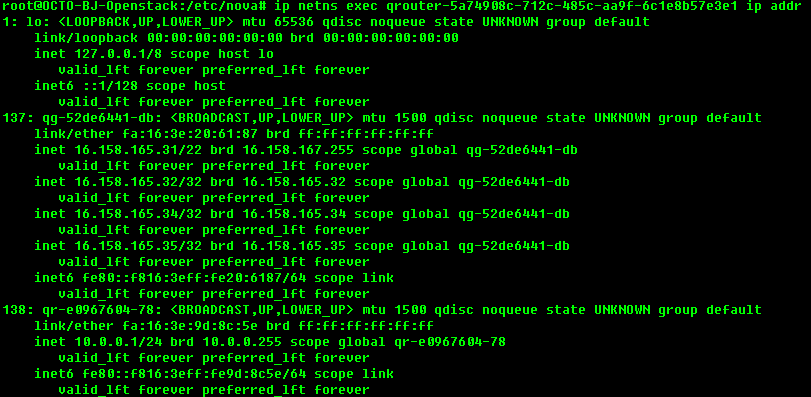 root@OCTO-BJ-Openstack:/etc/nova# ip netns exec qrouter-5a74908c-712c-485c-aa9f-6c1e8b57e3e1 ip addr
1: lo: <LOOPBACK,UP,LOWER_UP> mtu 65536 qdisc noqueue state UNKNOWN group default
link/loopback 00:00:00:00:00:00 brd 00:00:00:00:00:00
inet 127.0.0.1/8 scope host lo
valid_lft forever preferred_lft forever
inet6 ::1/128 scope host
valid_lft forever preferred_lft forever
137: qg-52de6441-db: <BROADCAST,UP,LOWER_UP> mtu 1500 qdisc noqueue state UNKNOWN group default
link/ether fa:16:3e:20:61:87 brd ff:ff:ff:ff:ff:ff
inet 16.158.165.31/22 brd 16.158.167.255 scope global qg-52de6441-db
valid_lft forever preferred_lft forever
inet 16.158.165.32/32 brd 16.158.165.32 scope global qg-52de6441-db
valid_lft forever preferred_lft forever
inet 16.158.165.34/32 brd 16.158.165.34 scope global qg-52de6441-db
valid_lft forever preferred_lft forever
inet 16.158.165.35/32 brd 16.158.165.35 scope global qg-52de6441-db
valid_lft forever preferred_lft forever
inet6 fe80::f816:3eff:fe20:6187/64 scope link
valid_lft forever preferred_lft forever
138: qr-e0967604-78: <BROADCAST,UP,LOWER_UP> mtu 1500 qdisc noqueue state UNKNOWN group default
link/ether fa:16:3e:9d:8c:5e brd ff:ff:ff:ff:ff:ff
inet 10.0.0.1/24 brd 10.0.0.255 scope global qr-e0967604-78
valid_lft forever preferred_lft forever
inet6 fe80::f816:3eff:fe9d:8c5e/64 scope link
valid_lft forever preferred_lft forever